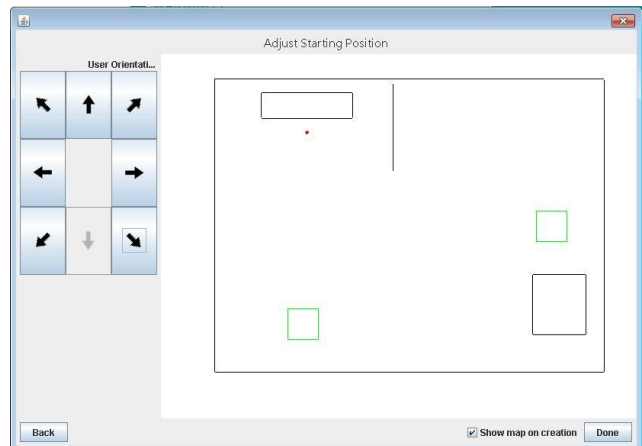 Adjust Starting Position
User Orientati...
Back
Show map on creation
Done